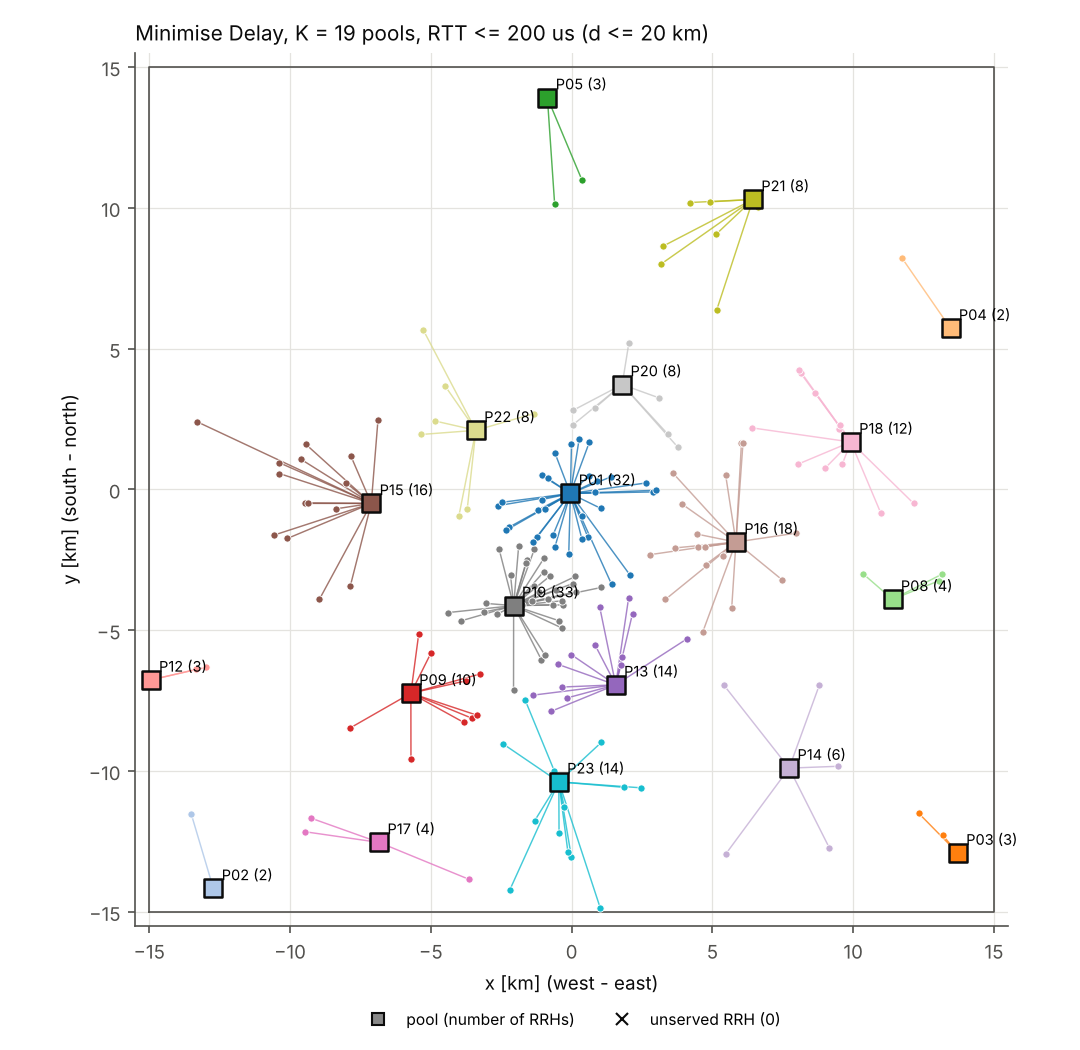 Minimise Delay, K = 19 pools, RTT <= 200 us (d <= 20 km)
15
P05 (3)
P21 (8)
10
P04 (2)
5
P20 (8)
P22 (8)
P18 (12)
P01 (32)
P15 (16)
0
P16 (18)
P19 (33)
P08 (4)
−5
P12 (3)
P09 (10)
P13 (14)
P14 (6)
P23 (14)
−10
P17 (4)
P03 (3)
P02 (2)
−15
y [km] (south - north)
−15 −10 −5 0 5 10 15
x [km] (west - east)
pool (number of RRHs) unserved RRH (0)